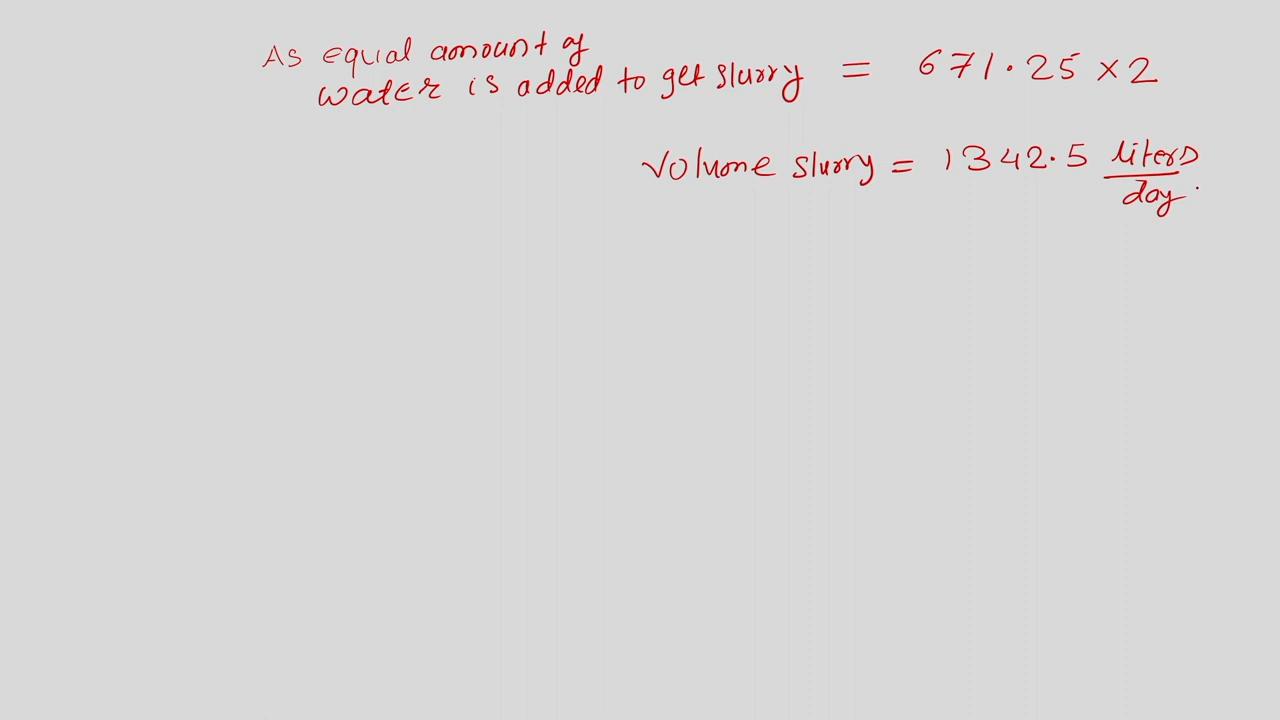 As equal amount of
water is added to get slurry = 671.25 × 2
Volume slurry = 1342.5 liters/day.